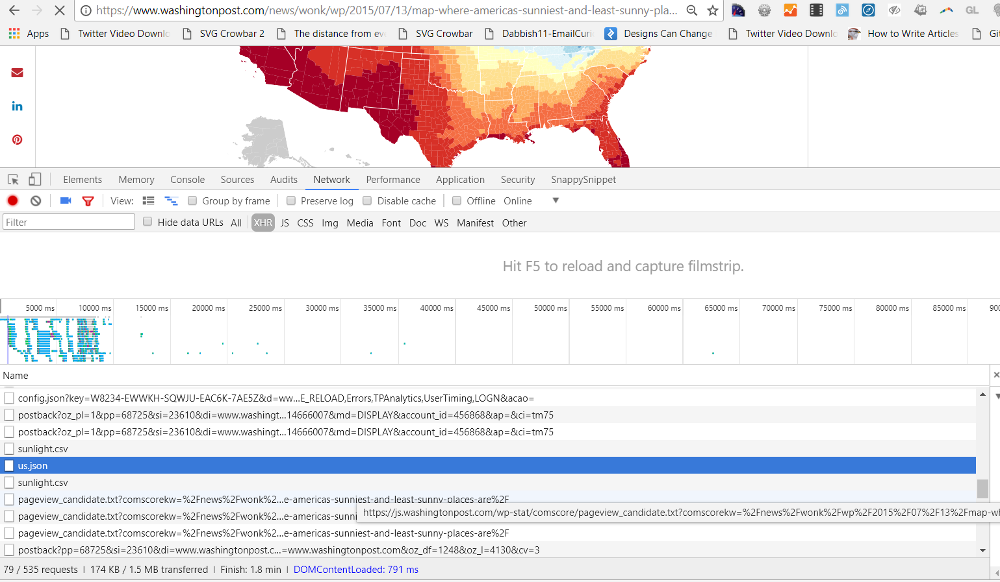 https://www.washingtonpost.com/news/wonk/wp/2015/07/13/map-where-americas-sunniest-and-least-sunny-pla...
GL
Apps Twitter Video Downlo SVG Crowbar 2 The distance from eve SVG Crowbar Dabbish11-EmailCuri Designs Can Change Twitter Video Downlo How to Write Articles Git
in
Elements Memory Console Sources Audits Network Performance Application Security SnappySnippet
View: Group by frame Preserve log Disable cache Offline Online
Filter Hide data URLs All XHR JS CSS Img Media Font Doc WS Manifest Other
Hit F5 to reload and capture filmstrip.
5000 ms 10000 ms 15000 ms 20000 ms 25000 ms 30000 ms 35000 ms 40000 ms 45000 ms 50000 ms 55000 ms 60000 ms 65000 ms 70000 ms 75000 ms 80000 ms 85000 ms 900
Name
config.json?key=W8234-EWWKH-SQWJU-EAC6K-7AE5Z&d=ww...E_RELOAD,Errors,TPAnalytics,UserTiming,LOGN&acao=
postback?oz_pl=1&pp=68725&si=23610&di=www.washingt...14666007&md=DISPLAY&account_id=456868&ap=&ci=tm75
postback?oz_pl=1&pp=68725&si=23610&di=www.washingt...14666007&md=DISPLAY&account_id=456868&ap=&ci=tm75
sunlight.csv
us.json
sunlight.csv
pageview_candidate.txt?comscorekw=%2Fnews%2Fwonk%2...e-americas-sunniest-and-least-sunny-places-are%2F
pageview_candidate.txt?comscorekw=%2Fnews%2Fwonk%2...e-americas-sunni
https://js.washingtonpost.com/wp-stat/comscore/pageview_candidate.txt?comscorekw=%2Fnews%2Fwonk%2Fwp%2F2015%2F07%2F13%2Fmap-wh
pageview_candidate.txt?comscorekw=%2Fnews%2Fwonk%2...e-americas-sunniest-and-least-sunny-places-are%2F
postback?pp=68725&si=23610&di=www.washingtonpost.c...=www.washingtonpost.com&oz_df=1248&oz_l=4130&cv=3
79 / 535 requests | 174 KB / 1.5 MB transferred | Finish: 1.8 min | DOMContentLoaded: 791 ms